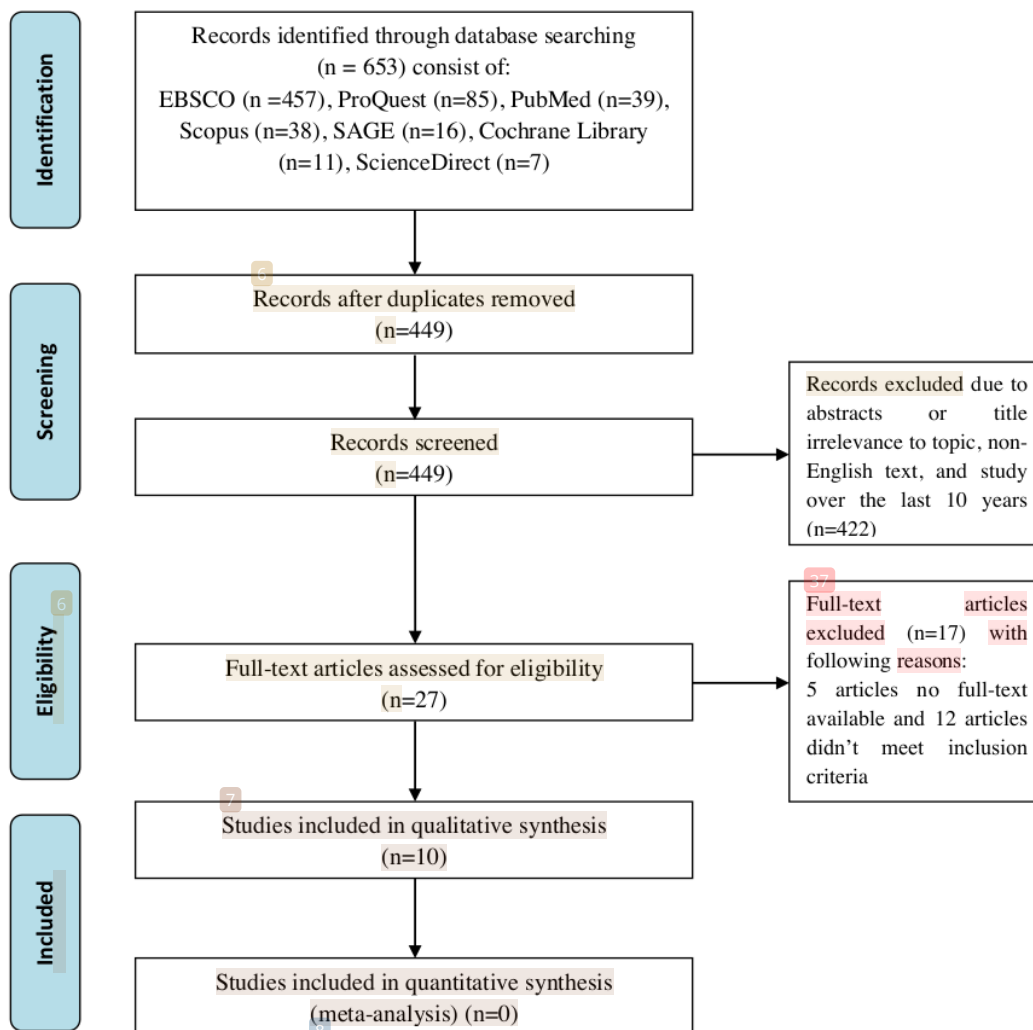 Identification
Records identified through database searching
(n = 653) consist of:
EBSCO (n =457), ProQuest (n=85), PubMed (n=39),
Scopus (n=38), SAGE (n=16), Cochrane Library
(n=11), ScienceDirect (n=7)
Screening
6
Records after duplicates removed
(n=449)
Records screened
(n=449)
Records excluded due to
abstracts or title
irrelevance to topic, non-
English text, and study
over the last 10 years
(n=422)
Eligibility
6
Full-text articles assessed for eligibility
(n=27)
37
Full-text articles
excluded (n=17) with
following reasons:
5 articles no full-text
available and 12 articles
didn't meet inclusion
criteria
Included
7
Studies included in qualitative synthesis
(n=10)
Studies included in quantitative synthesis
(meta-analysis) (n=0)